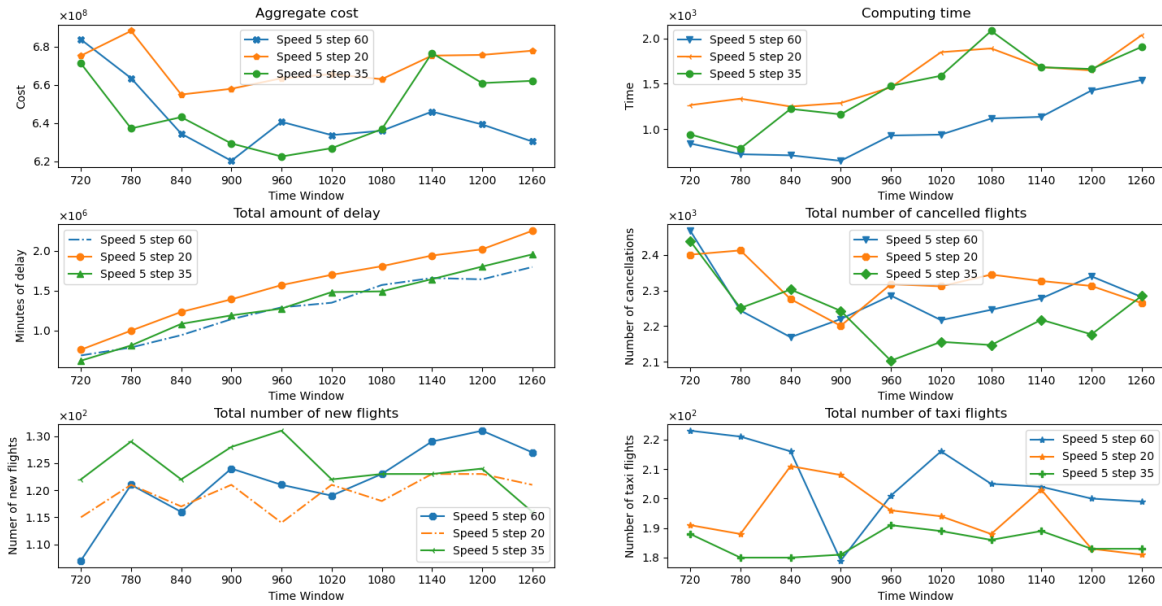 Aggregate cost
×10⁸
Cost
6.8
6.6
6.4
6.2
Speed 5 step 60
Speed 5 step 20
Speed 5 step 35
720 780 840 900 960 1020 1080 1140 1200 1260
Time Window
Computing time
×10³
Time
2.0
1.5
1.0
Speed 5 step 60
Speed 5 step 20
Speed 5 step 35
720 780 840 900 960 1020 1080 1140 1200 1260
Time Window
Total amount of delay
×10⁶
Minutes of delay
2.0
1.5
1.0
Speed 5 step 60
Speed 5 step 20
Speed 5 step 35
720 780 840 900 960 1020 1080 1140 1200 1260
Time Window
Total number of cancelled flights
×10³
Number of cancellations
2.4
2.3
2.2
2.1
Speed 5 step 60
Speed 5 step 20
Speed 5 step 35
720 780 840 900 960 1020 1080 1140 1200 1260
Time Window
Total number of new flights
×10²
Numer of new flights
1.30
1.25
1.20
1.15
1.10
Speed 5 step 60
Speed 5 step 20
Speed 5 step 35
720 780 840 900 960 1020 1080 1140 1200 1260
Time Window
Total number of taxi flights
×10²
Number of taxi flights
2.2
2.1
2.0
1.9
1.8
Speed 5 step 60
Speed 5 step 20
Speed 5 step 35
720 780 840 900 960 1020 1080 1140 1200 1260
Time Window